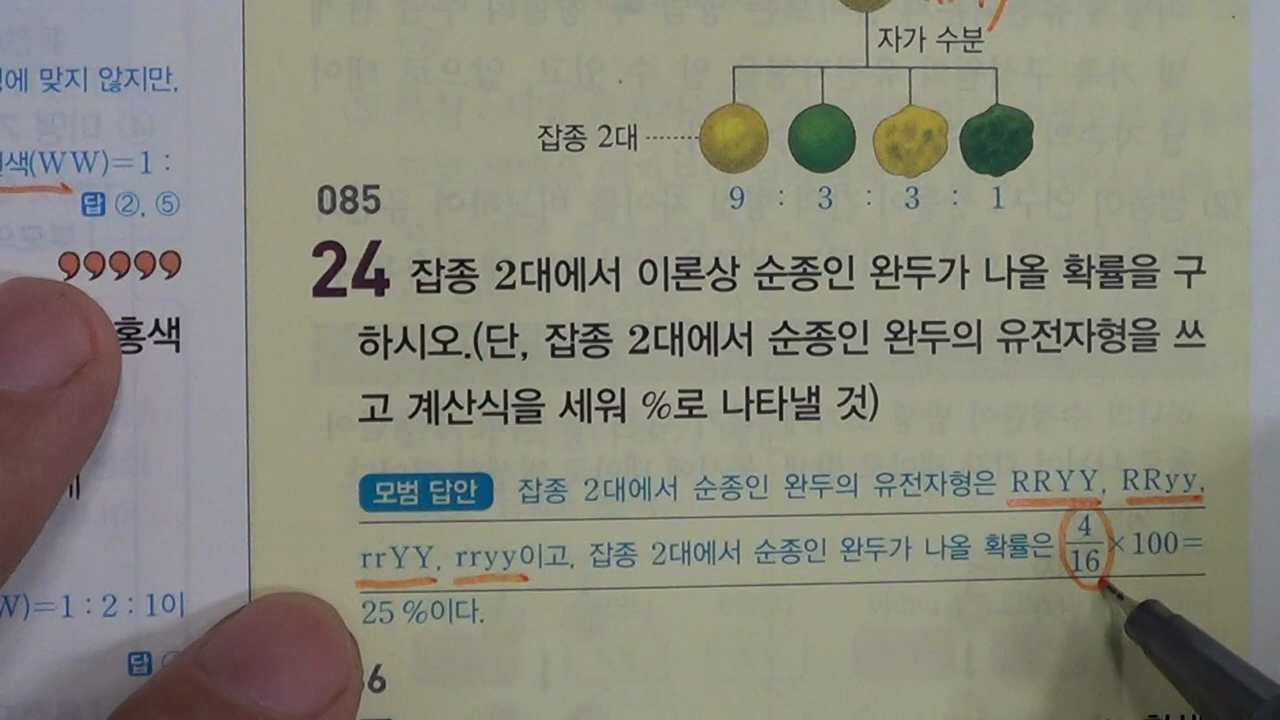 자가 수분
에 맞지 않지만,
잡종 2대
색(WW)=1 :
답 ②, ⑤
9 : 3 : 3 : 1
085
24 잡종 2대에서 이론상 순종인 완두가 나올 확률을 구
하시오.(단, 잡종 2대에서 순종인 완두의 유전자형을 쓰
고 계산식을 세워 %로 나타낼 것)
홍색
모범 답안 잡종 2대에서 순종인 완두의 유전자형은 RRYY, RRyy,
rrYY, rryy이고, 잡종 2대에서 순종인 완두가 나올 확률은 4/16×100=
25 %이다.
W)=1 : 2 : 1이
답
6